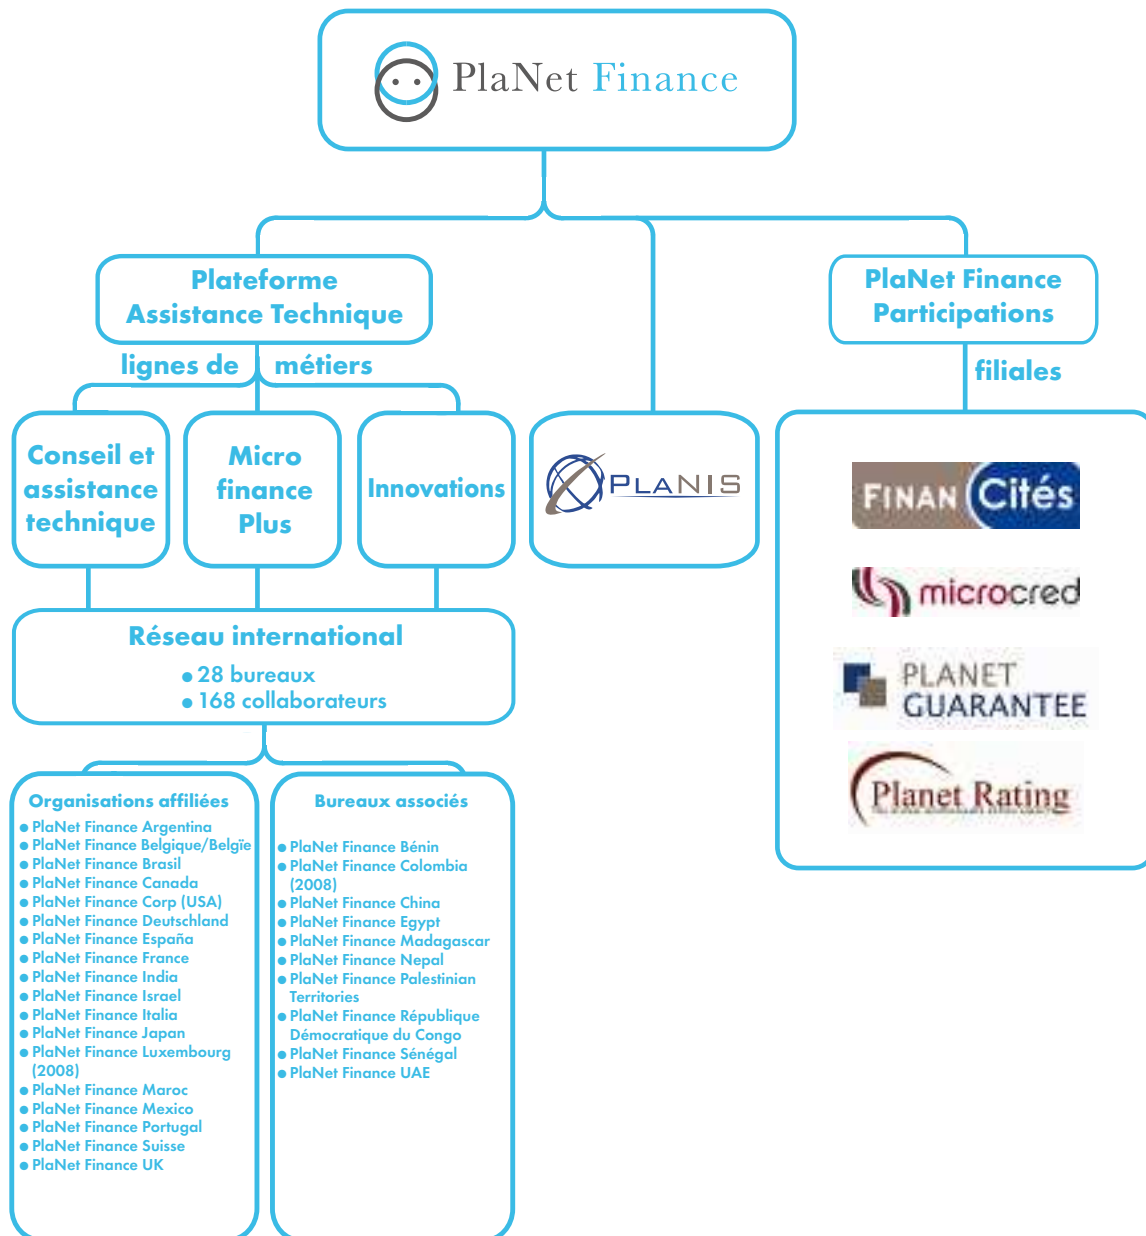 PlaNet Finance
Plateforme
Assistance Technique
PlaNet Finance
Participations
lignes de métiers
filiales
Conseil et
assistance
technique
Micro
finance
Plus
Innovations
PLANIS
FINANCités
microcred
PLANET
GUARANTEE
Planet Rating
Réseau international
• 28 bureaux
• 168 collaborateurs
Organisations affiliées
• PlaNet Finance Argentina
• PlaNet Finance Belgique/Belgïe
• PlaNet Finance Brasil
• PlaNet Finance Canada
• PlaNet Finance Corp (USA)
• PlaNet Finance Deutschland
• PlaNet Finance España
• PlaNet Finance France
• PlaNet Finance India
• PlaNet Finance Israel
• PlaNet Finance Italia
• PlaNet Finance Japan
• PlaNet Finance Luxembourg
(2008)
• PlaNet Finance Maroc
• PlaNet Finance Mexico
• PlaNet Finance Portugal
• PlaNet Finance Suisse
• PlaNet Finance UK
Bureaux associés
• PlaNet Finance Bénin
• PlaNet Finance Colombia
(2008)
• PlaNet Finance China
• PlaNet Finance Egypt
• PlaNet Finance Madagascar
• PlaNet Finance Nepal
• PlaNet Finance Palestinian
Territories
• PlaNet Finance République
Démocratique du Congo
• PlaNet Finance Sénégal
• PlaNet Finance UAE